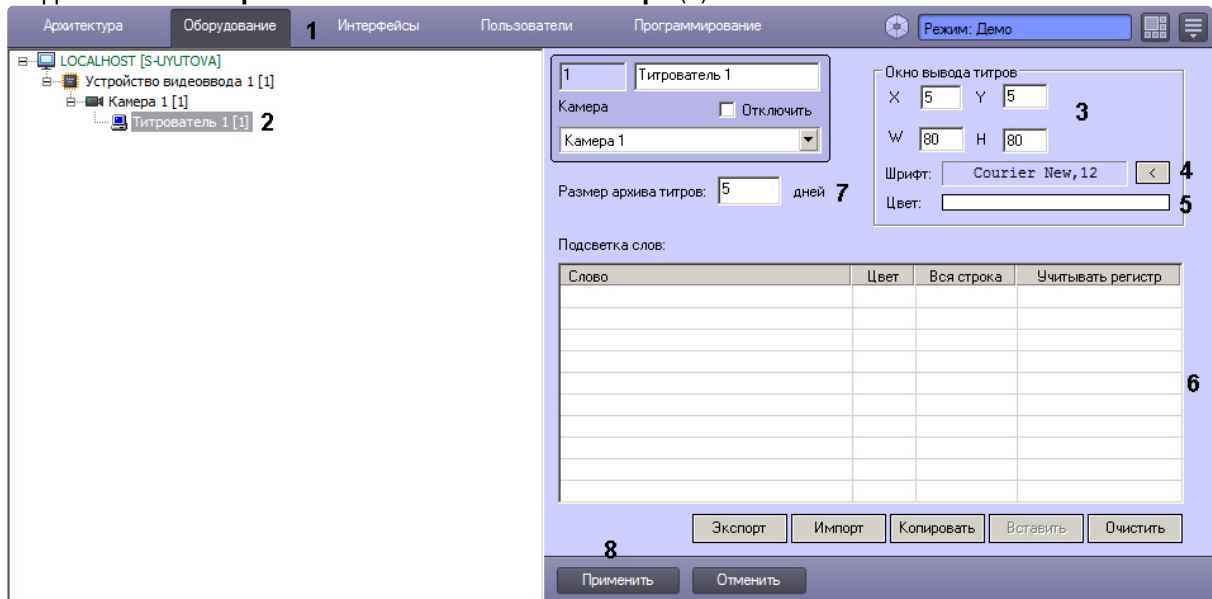 Архитектура Оборудование 1 Интерфейсы Пользователи Программирование Режим: Демо
LOCALHOST [S-UYUTOVA]
Устройство видеоввода 1 [1]
Камера 1 [1]
Титрователь 1 [1] 2
1 Титрователь 1
Камера Отключить
Камера 1
Размер архива титров: 5 дней 7
Окно вывода титров
X 5 Y 5 3
W 80 H 80
Шрифт: Courier New,12 < 4
Цвет: 5
Подсветка слов:
Слово Цвет Вся строка Учитывать регистр
6
Экспорт Импорт Копировать Вставить Очистить
8
Применить Отменить